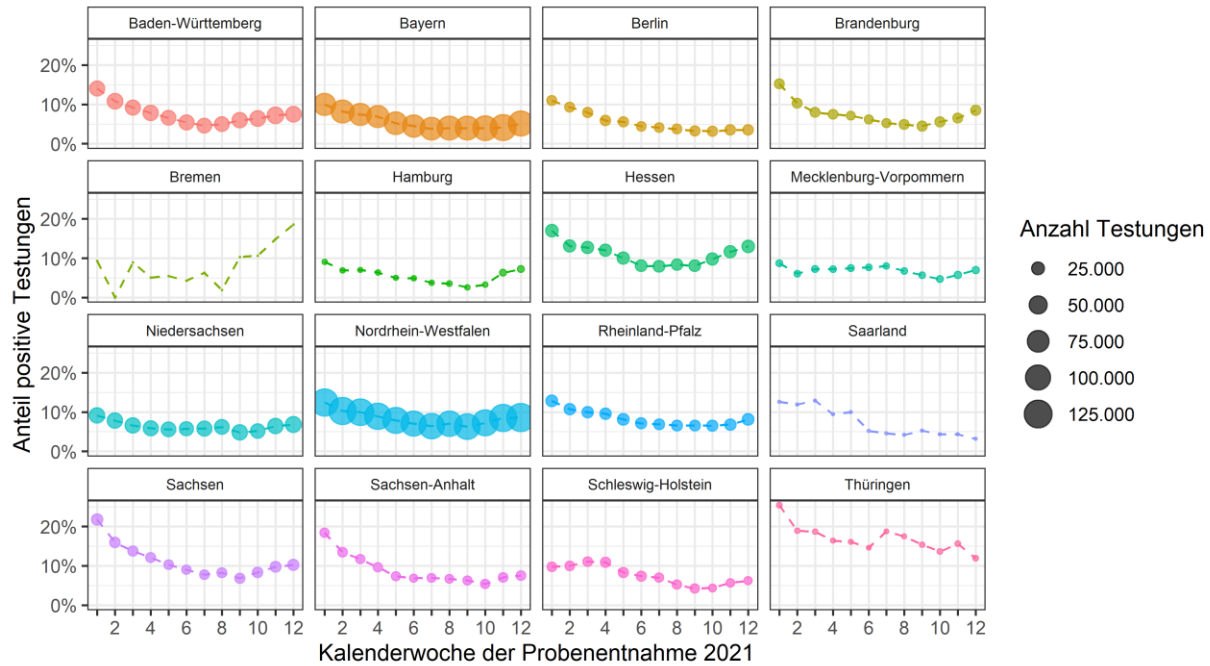 Baden-Württemberg
Bayern
Berlin
Brandenburg
20%
10%
0%
Bremen
Hamburg
Hessen
Mecklenburg-Vorpommern
20%
10%
0%
Niedersachsen
Nordrhein-Westfalen
Rheinland-Pfalz
Saarland
20%
10%
0%
Sachsen
Sachsen-Anhalt
Schleswig-Holstein
Thüringen
20%
10%
0%
2 4 6 8 10 12
2 4 6 8 10 12
2 4 6 8 10 12
2 4 6 8 10 12
Kalenderwoche der Probenentnahme 2021
Anteil positive Testungen
Anzahl Testungen
25.000
50.000
75.000
100.000
125.000